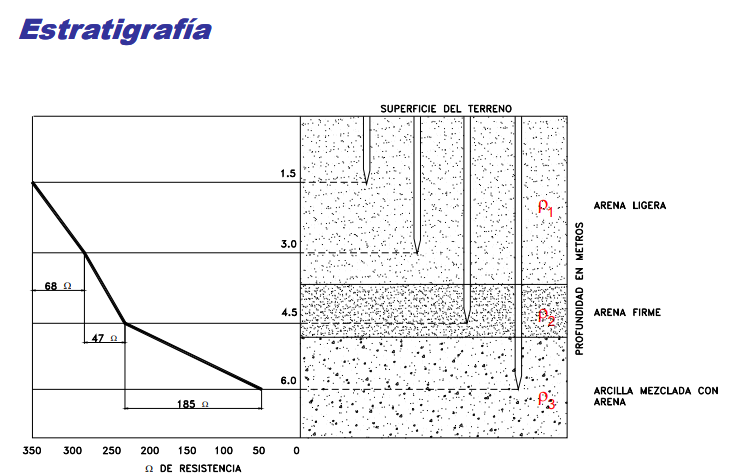 Estratigrafía
SUPERFICIE DEL TERRENO
1.5
ρ1 ARENA LIGERA
3.0
68 Ω
4.5
ρ2 ARENA FIRME
47 Ω
PROFUNDIDAD EN METROS
6.0
ρ3 ARCILLA MEZCLADA CON
ARENA
185 Ω
350 300 250 200 150 100 50 0
Ω DE RESISTENCIA